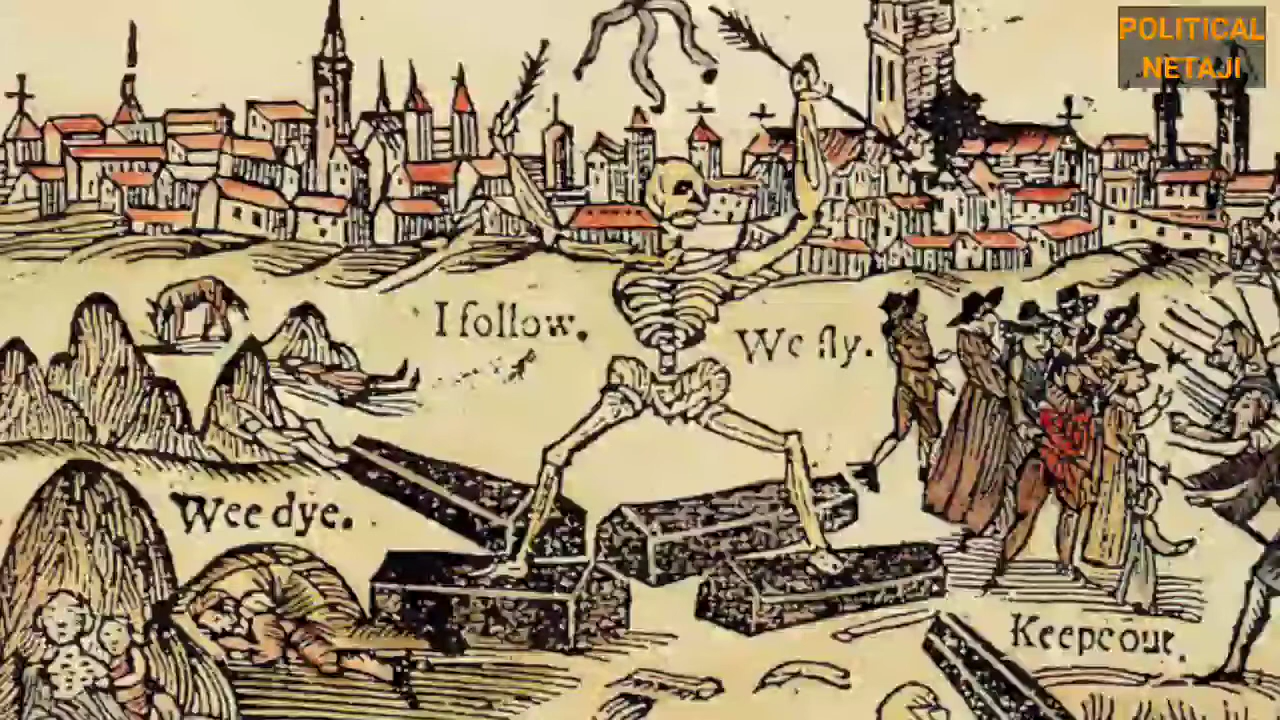 POLITICAL
NETAJI
I follow.
We fly.
Wee dye.
Keepe out.